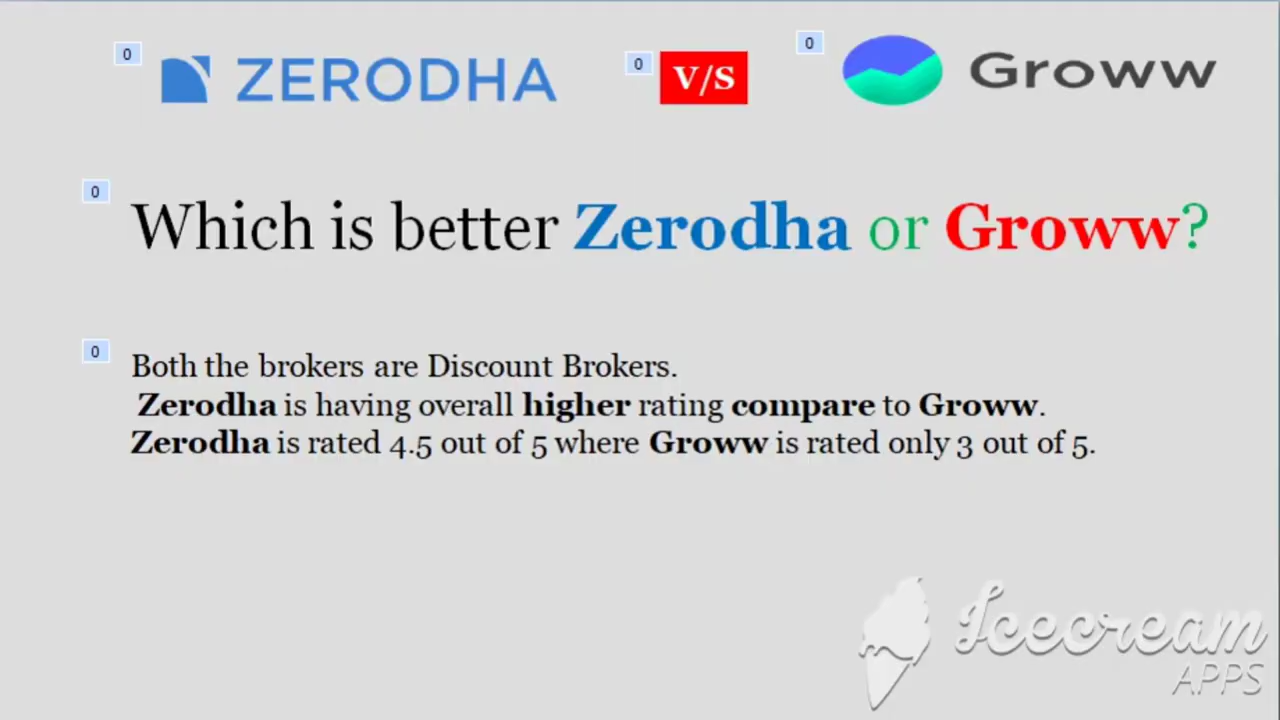 0 ZERODHA 0 V/S 0 Groww
0 Which is better Zerodha or Groww?
0 Both the brokers are Discount Brokers.
Zerodha is having overall higher rating compare to Groww.
Zerodha is rated 4.5 out of 5 where Groww is rated only 3 out of 5.
Icecream
APPS